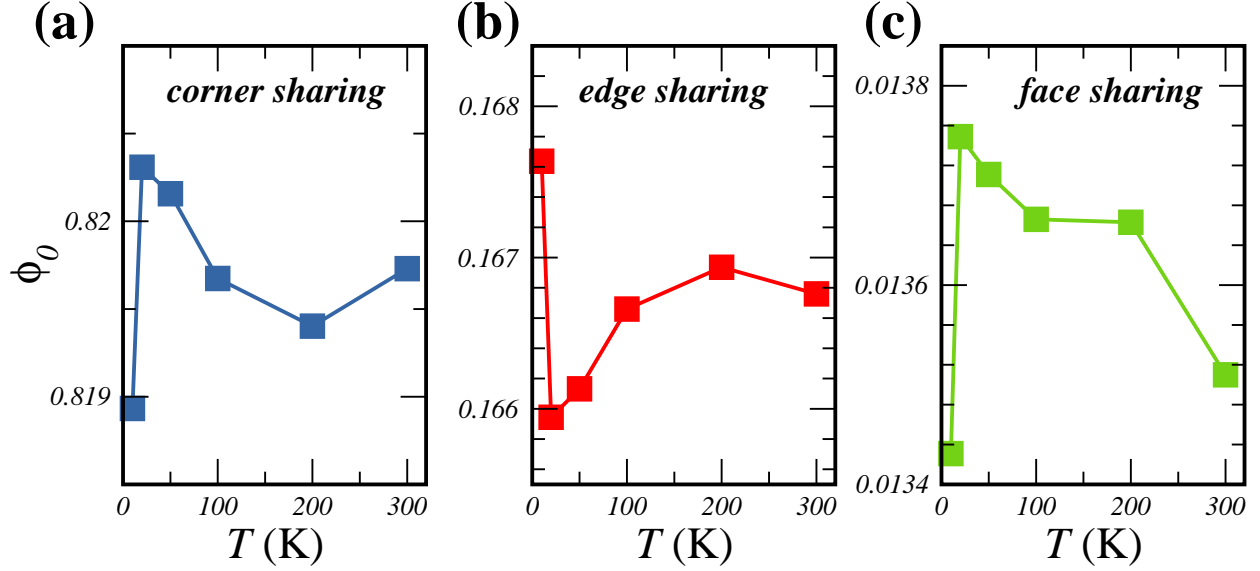 (a)
corner sharing
0.82
0.819
ϕ0
0
100
200
300
T (K)
(b)
edge sharing
0.168
0.167
0.166
0
100
200
300
T (K)
(c)
face sharing
0.0138
0.0136
0.0134
0
100
200
300
T (K)